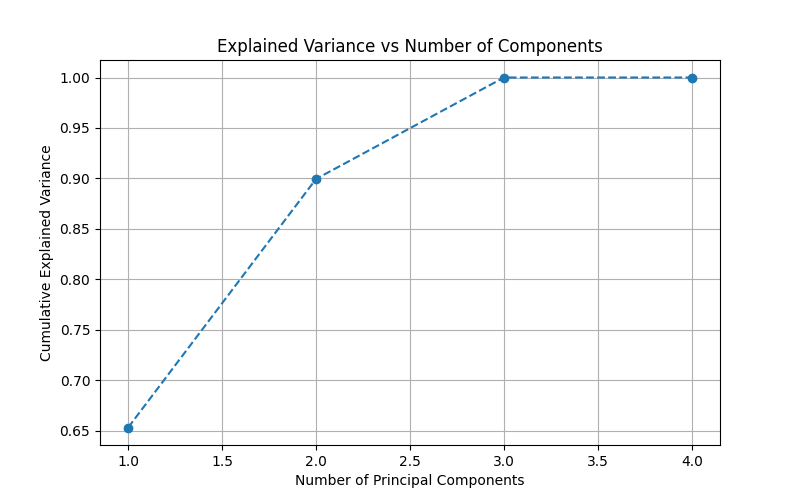 Explained Variance vs Number of Components
Cumulative Explained Variance
1.00
0.95
0.90
0.85
0.80
0.75
0.70
0.65
1.0 1.5 2.0 2.5 3.0 3.5 4.0
Number of Principal Components